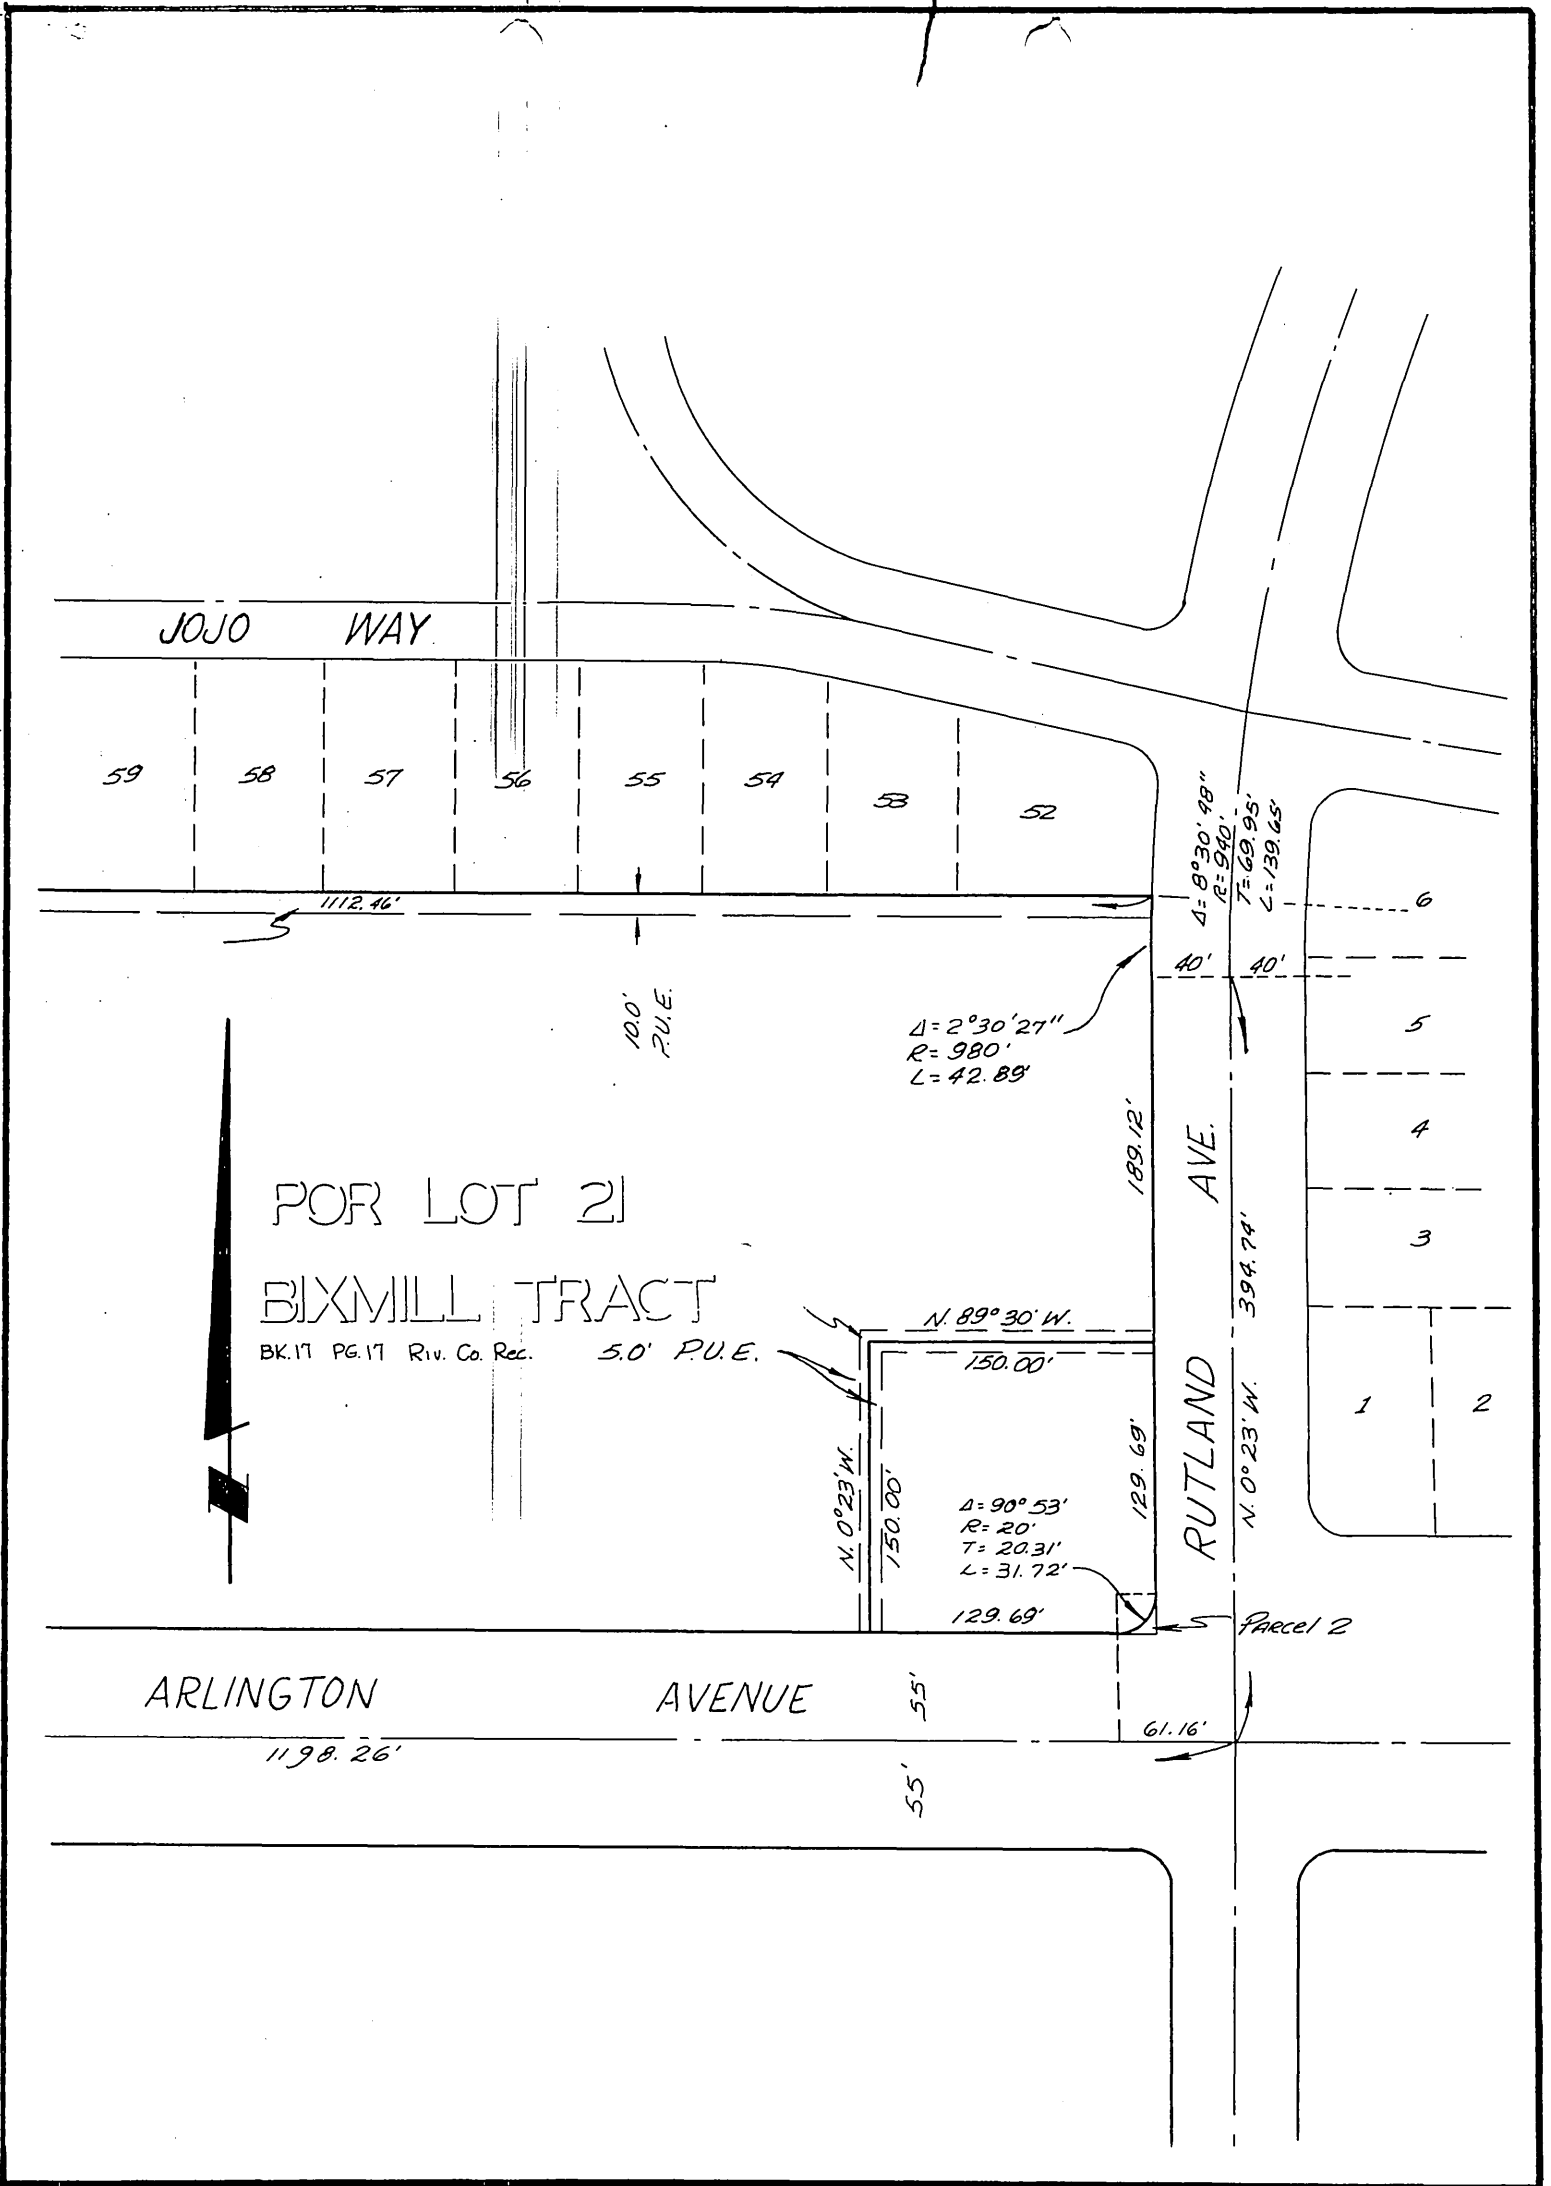 JOJO WAY
59
58
57
56
55
54
53
52
Δ= 8°30'48"
R= 940'
T= 69.95'
L= 139.65'
1112.46'
6
40' 40'
10.0'
P.U.E.
Δ= 2°30'27"
R= 980'
L= 42.89'
5
4
3
189.12'
RUTLAND AVE.
394.74'
N. 0°23' W.
POR LOT 21
BIXMILL TRACT
BK.17 PG.17 Riv. Co. Rec.
5.0' P.U.E.
N. 89°30' W.
150.00'
1
2
N. 0°23' W.
150.00'
129.69'
Δ= 90°53'
R= 20'
T= 20.31'
L= 31.72'
129.69'
PARCEl 2
ARLINGTON AVENUE
55'
61.16'
1198.26'
55'